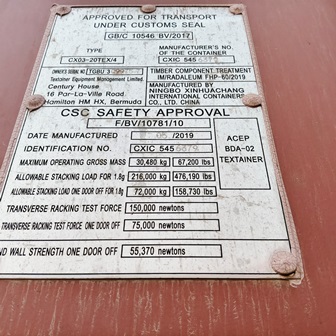 APPROVED FOR TRANSPORT
UNDER CUSTOMS SEAL
GB/C 10546 BV/2017
TYPE
MANUFACTURER'S NO.
OF THE CONTAINER
CX03-20TEX/4
CXIC 545
OWNER'S SERIAL NO
TGBU 3
TIMBER COMPONENT TREATMENT
IM/RADALEUM FHP-60/2019
Textainer Equipment Management Limited.
Century House
16 Par-La-Ville Road
Hamilton HM HX, Bermuda
MANUFACTURED BY
NINGBO XINHUACHANG
INTERNATIONAL CONTAINERS
CO., LTD. CHINA
CSC SAFETY APPROVAL
F/BV/10781/10
DATE MANUFACTURED 05 /2019
IDENTIFICATION NO. CXIC 545
MAXIMUM OPERATING GROSS MASS 30,480 kg 67,200 lbs
ALLOWABLE STACKING LOAD FOR 1.8g 216,000 kg 476,190 lbs
ALLOWABLE STACKING LOAD ONE DOOR OFF FOR 1.8g 72,000 kg 158,730 lbs
TRANSVERSE RACKING TEST FORCE 150,000 newtons
TRANSVERSE RACKING TEST FORCE ONE DOOR OFF 75,000 newtons
ACEP
BDA-02
TEXTAINER
ND WALL STRENGTH ONE DOOR OFF 55,370 newtons